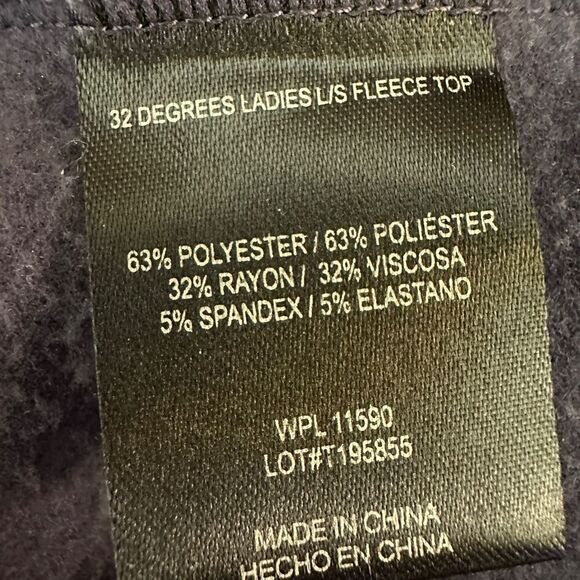 32 DEGREES LADIES L/S FLEECE TOP
63% POLYESTER / 63% POLIÉSTER
32% RAYON / 32% VISCOSA
5% SPANDEX / 5% ELASTANO
WPL 11590
LOT#T195855
MADE IN CHINA
HECHO EN CHINA